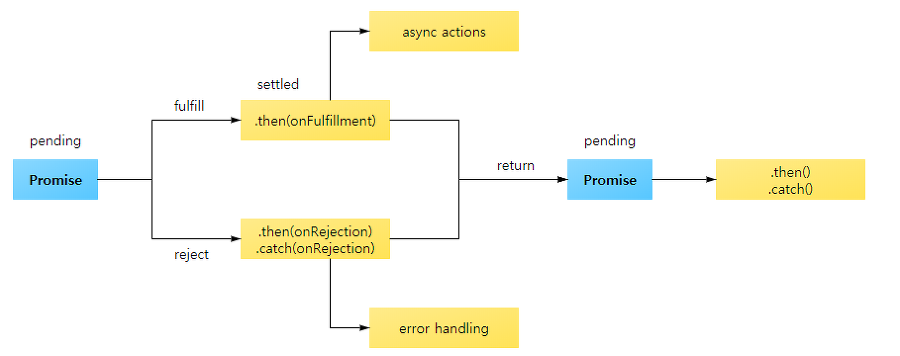 async actions
settled
fulfill
.then(onFulfillment)
pending
Promise
reject
.then(onRejection)
.catch(onRejection)
error handling
return
pending
Promise
.then()
.catch()